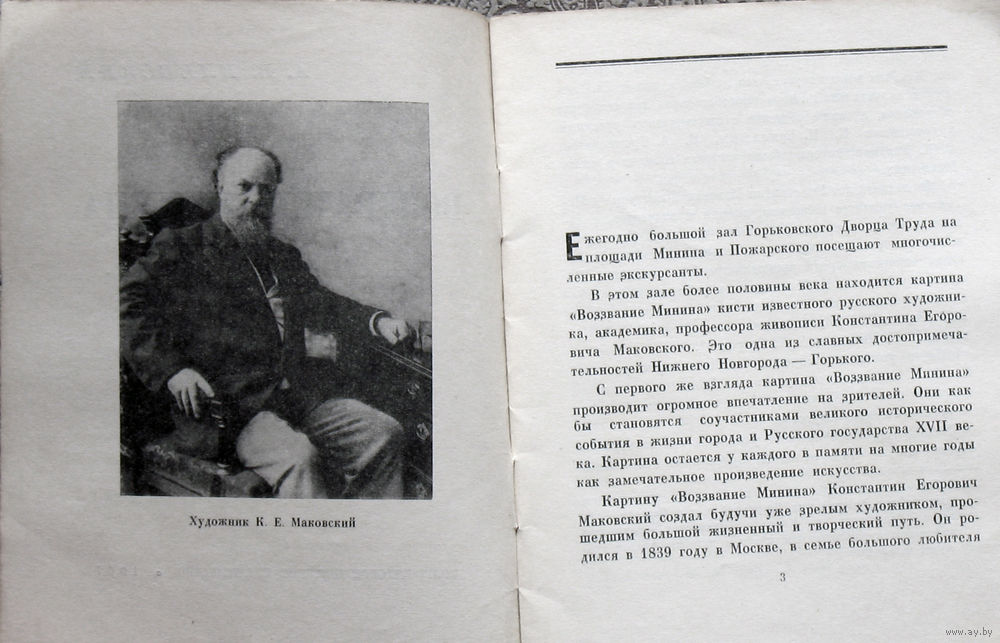 Художник К. Е. Маковский
Ежегодно большой зал Горьковского Дворца Труда на
площади Минина и Пожарского посещают многочис-
ленные экскурсанты.
В этом зале более половины века находится картина
«Воззвание Минина» кисти известного русского художни-
ка, академика, профессора живописи Константина Егоро-
вича Маковского. Это одна из славных достопримеча-
тельностей Нижнего Новгорода — Горького.
С первого же взгляда картина «Воззвание Минина»
производит огромное впечатление на зрителей. Они как
бы становятся соучастниками великого исторического
события в жизни города и Русского государства XVII ве-
ка. Картина остается у каждого в памяти на многие годы
как замечательное произведение искусства.
Картину «Воззвание Минина» Константин Егорович
Маковский создал будучи уже зрелым художником, про-
шедшим большой жизненный и творческий путь. Он ро-
дился в 1839 году в Москве, в семье большого любителя
3
www.ay.by